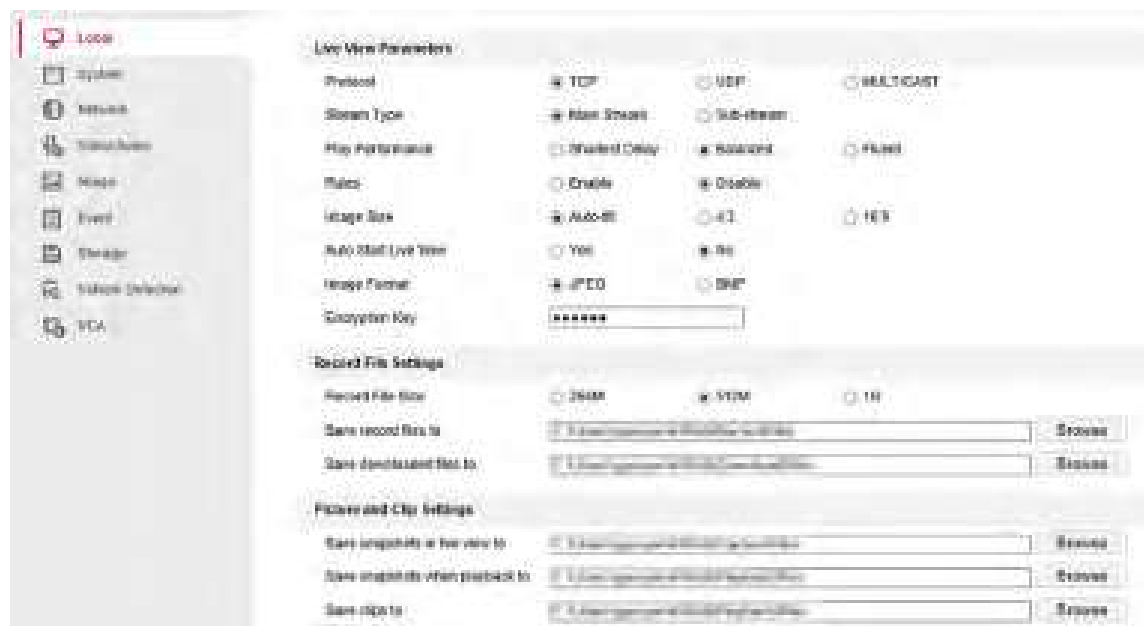 Local
System
Network
Video/Audio
Image
Event
Storage
VCA
Live View Parameters
Protocol TCP UDP MULTICAST
Stream Type Main Stream Sub-stream
Play Performance Shortest Delay Balanced Fluent
Rules Enable Disable
Image Size Auto-fill 4:3 16:9
Auto Start Live View Yes No
Image Format JPEG BMP
Encryption Key ••••••
Record File Settings
Record File Size 256M 512M 1G
Save record files to Browse
Save downloaded files to Browse
Picture and Clip Settings
Save snapshots in live view to Browse
Save snapshots when playback to Browse
Save clips to Browse